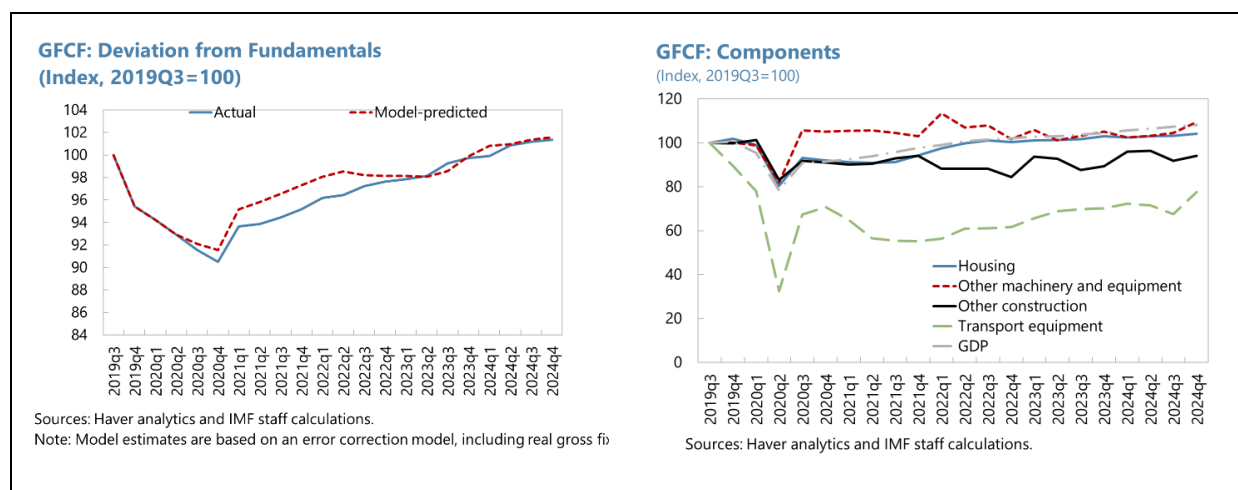 GFCF: Deviation from Fundamentals
(Index, 2019Q3=100)
Actual
Model-predicted
104
102
100
98
96
94
92
90
88
86
84
2019q3
2019q4
2020q1
2020q2
2020q3
2020q4
2021q1
2021q2
2021q3
2021q4
2022q1
2022q2
2022q3
2022q4
2023q1
2023q2
2023q3
2023q4
2024q1
2024q2
2024q3
2024q4
Sources: Haver analytics and IMF staff calculations.
Note: Model estimates are based on an error correction model, including real gross fi
GFCF: Components
(Index, 2019Q3=100)
120
100
80
60
40
20
0
Housing
Other machinery and equipment
Other construction
Transport equipment
GDP
2019q3
2019q4
2020q1
2020q2
2020q3
2020q4
2021q1
2021q2
2021q3
2021q4
2022q1
2022q2
2022q3
2022q4
2023q1
2023q2
2023q3
2023q4
2024q1
2024q2
2024q3
2024q4
Sources: Haver analytics and IMF staff calculations.